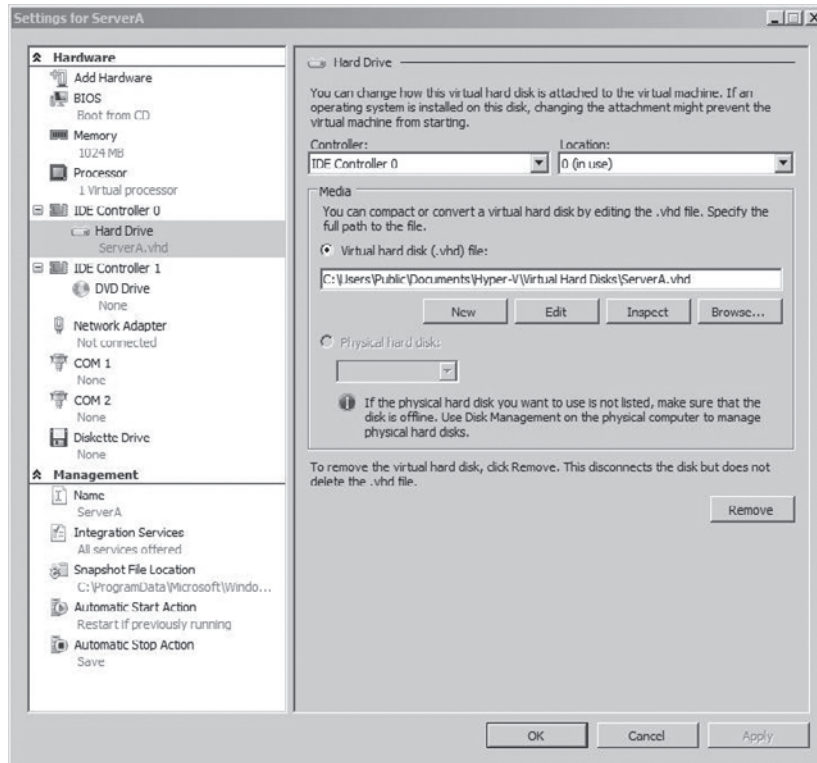 Settings for ServerA
Hardware
Add Hardware
BIOS
Boot from CD
Memory
1024 MB
Processor
1 Virtual processor
IDE Controller 0
Hard Drive
ServerA.vhd
IDE Controller 1
DVD Drive
None
Network Adapter
Not connected
COM 1
None
COM 2
None
Diskette Drive
None
Management
Name
ServerA
Integration Services
All services offered
Snapshot File Location
C:\ProgramData\Microsoft\Windo...
Automatic Start Action
Restart if previously running
Automatic Stop Action
Save
Hard Drive
You can change how this virtual hard disk is attached to the virtual machine. If an
operating system is installed on this disk, changing the attachment might prevent the
virtual machine from starting.
Controller: Location:
IDE Controller 0 0 (in use)
Media
You can compact or convert a virtual hard disk by editing the .vhd file. Specify the
full path to the file.
Virtual hard disk (.vhd) file:
C:\Users\Public\Documents\Hyper-V\Virtual Hard Disks\ServerA.vhd
New Edit Inspect Browse...
Physical hard disk:
If the physical hard disk you want to use is not listed, make sure that the
disk is offline. Use Disk Management on the physical computer to manage
physical hard disks.
To remove the virtual hard disk, click Remove. This disconnects the disk but does not
delete the .vhd file.
Remove
OK Cancel Apply